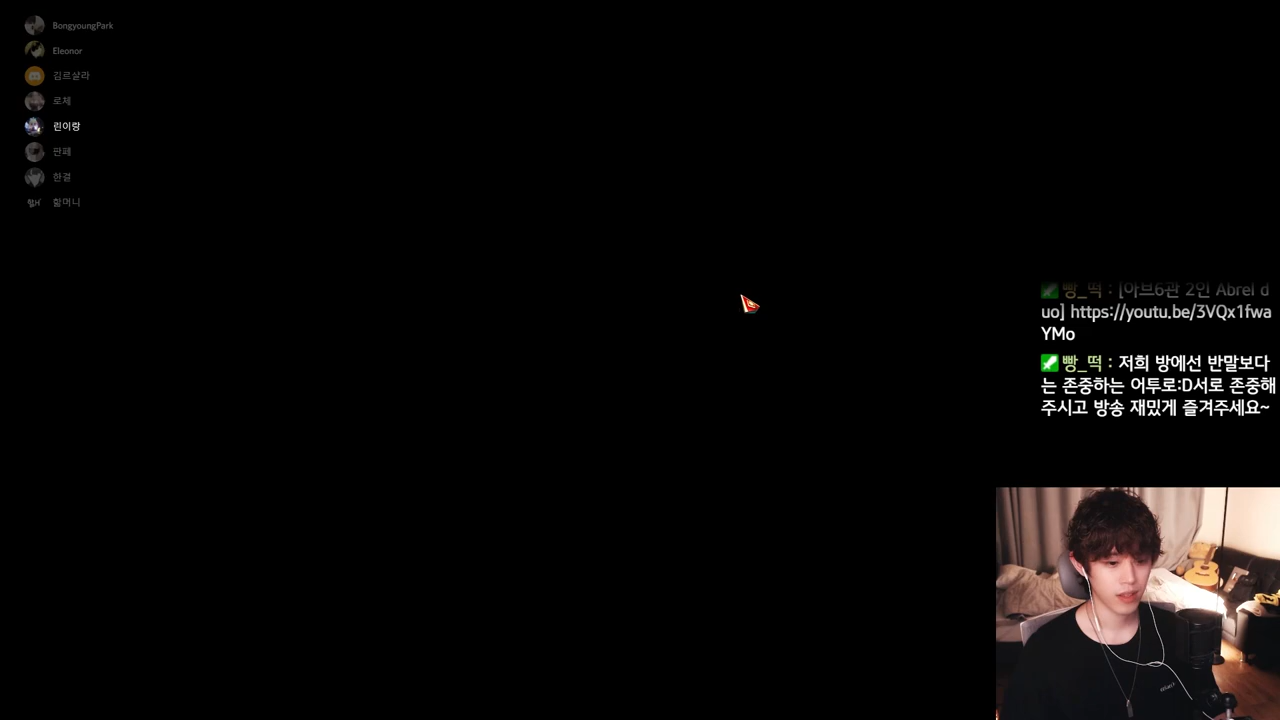 BongyoungPark
Eleonor
김르샬라
로체
린이랑
판페
한결
할머니
빵_떡 : [아브6관 2인 Abrel d
uo] https://youtu.be/3VQx1fwa
YMo
빵_떡 : 저희 방에선 반말보다
는 존중하는 어투로:D서로 존중해
주시고 방송 재밌게 즐겨주세요~